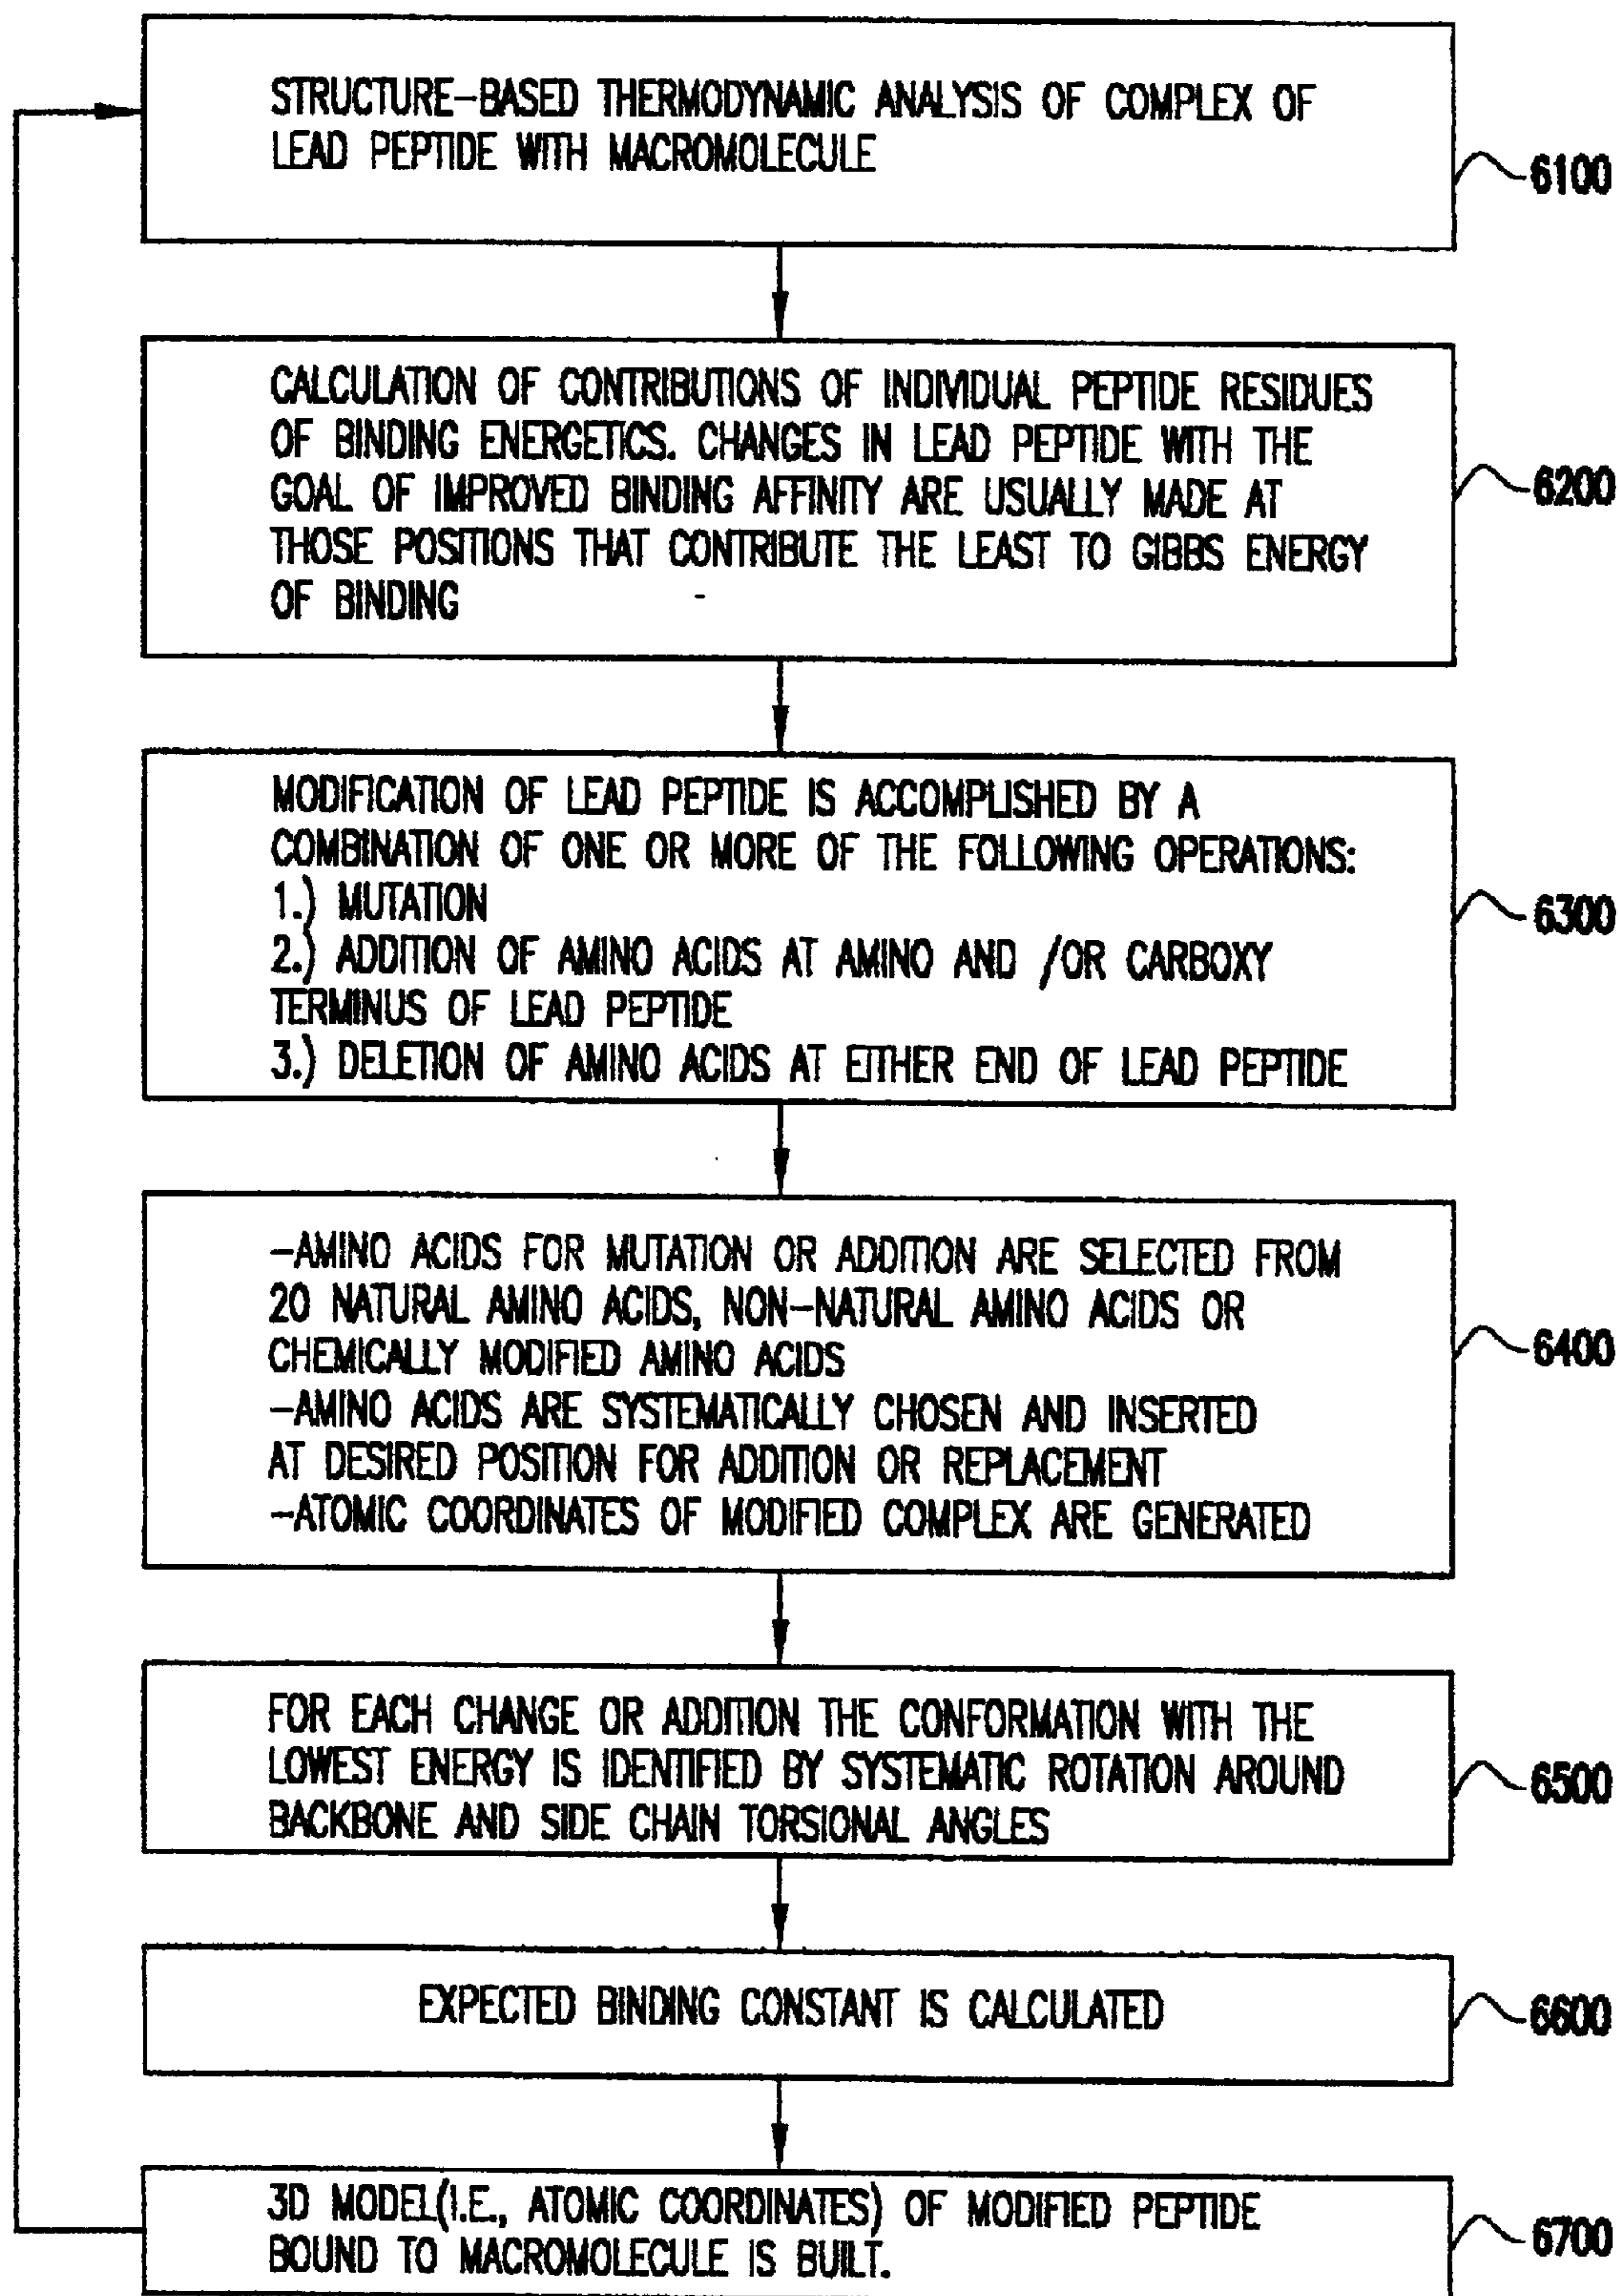 STRUCTURE-BASED THERMODYNAMIC ANALYSIS OF COMPLEX OF
LEAD PEPTIDE WITH MACROMOLECULE
6100
CALCULATION OF CONTRIBUTIONS OF INDIVIDUAL PEPTIDE RESIDUES
OF BINDING ENERGETICS. CHANGES IN LEAD PEPTIDE WITH THE
GOAL OF IMPROVED BINDING AFFINITY ARE USUALLY MADE AT
THOSE POSITIONS THAT CONTRIBUTE THE LEAST TO GIBBS ENERGY
OF BINDING
6200
MODIFICATION OF LEAD PEPTIDE IS ACCOMPLISHED BY A
COMBINATION OF ONE OR MORE OF THE FOLLOWING OPERATIONS:
1.) MUTATION
2.) ADDITION OF AMINO ACIDS AT AMINO AND /OR CARBOXY
TERMINUS OF LEAD PEPTIDE
3.) DELETION OF AMINO ACIDS AT EITHER END OF LEAD PEPTIDE
6300
-AMINO ACIDS FOR MUTATION OR ADDITION ARE SELECTED FROM
20 NATURAL AMINO ACIDS, NON-NATURAL AMINO ACIDS OR
CHEMICALLY MODIFIED AMINO ACIDS
-AMINO ACIDS ARE SYSTEMATICALLY CHOSEN AND INSERTED
AT DESIRED POSITION FOR ADDITION OR REPLACEMENT
-ATOMIC COORDINATES OF MODIFIED COMPLEX ARE GENERATED
6400
FOR EACH CHANGE OR ADDITION THE CONFORMATION WITH THE
LOWEST ENERGY IS IDENTIFIED BY SYSTEMATIC ROTATION AROUND
BACKBONE AND SIDE CHAIN TORSIONAL ANGLES
6500
EXPECTED BINDING CONSTANT IS CALCULATED
6600
3D MODEL(I.E., ATOMIC COORDINATES) OF MODIFIED PEPTIDE
BOUND TO MACROMOLECULE IS BUILT.
6700